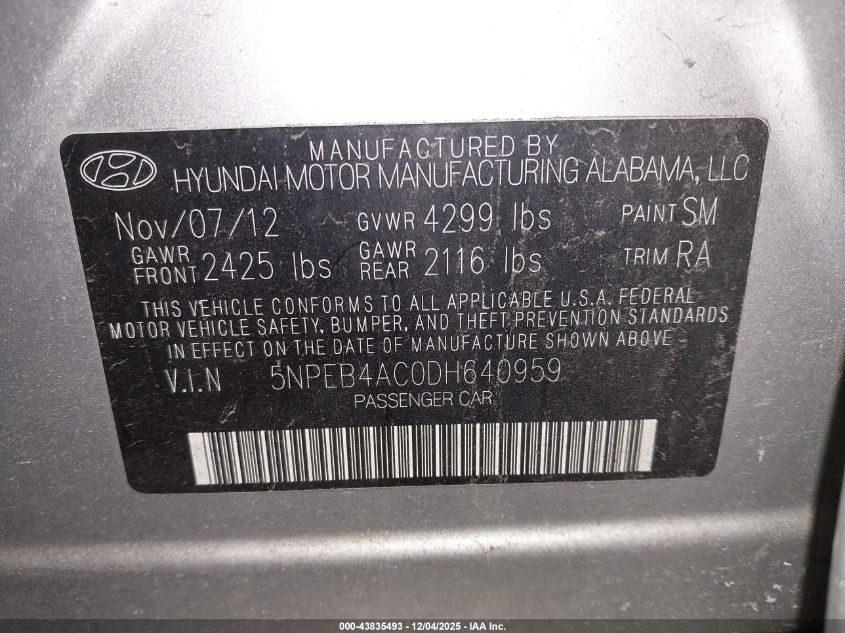 MANUFACTURED BY
HYUNDAI MOTOR MANUFACTURING ALABAMA, LLC
Nov/07/12 GVWR 4299 lbs PAINT SM
GAWR FRONT 2425 lbs GAWR REAR 2116 lbs TRIM RA
THIS VEHICLE CONFORMS TO ALL APPLICABLE U.S.A. FEDERAL
MOTOR VEHICLE SAFETY, BUMPER, AND THEFT PREVENTION STANDARDS
IN EFFECT ON THE DATE OF MANUFACTURE SHOWN ABOVE
V.I.N 5NPEB4AC0DH640959
PASSENGER CAR
000-43835493 - 12/04/2025 - IAA Inc.